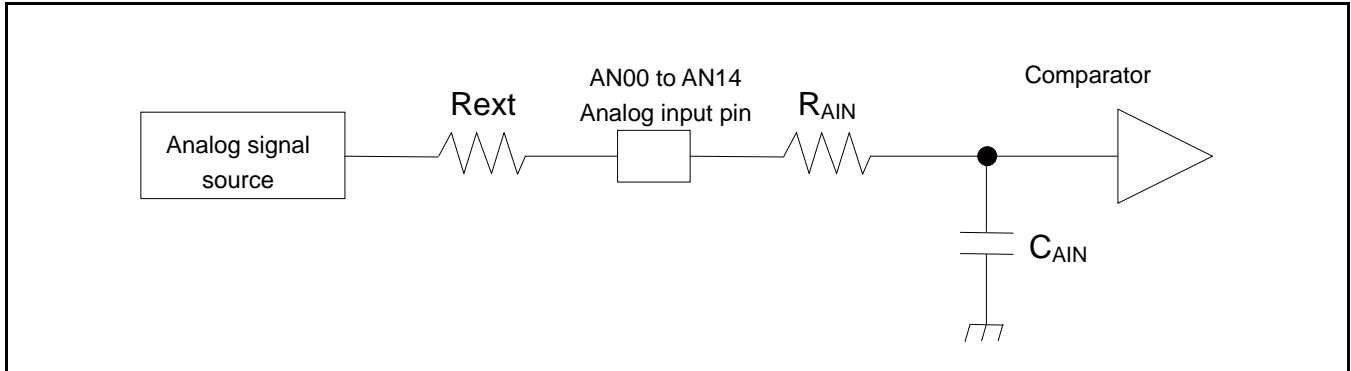 Analog signal
source
Rext
AN00 to AN14
Analog input pin
RAIN
Comparator
CAIN